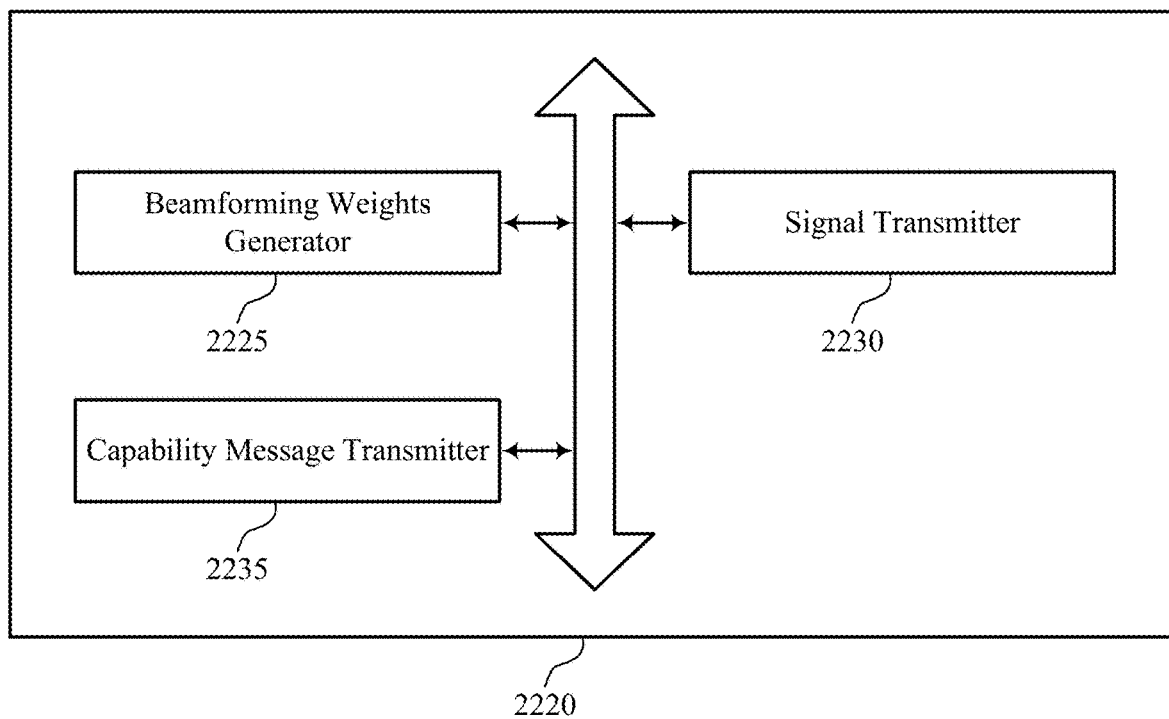 Beamforming Weights
Generator
2225
Signal Transmitter
2230
Capability Message Transmitter
2235
2220